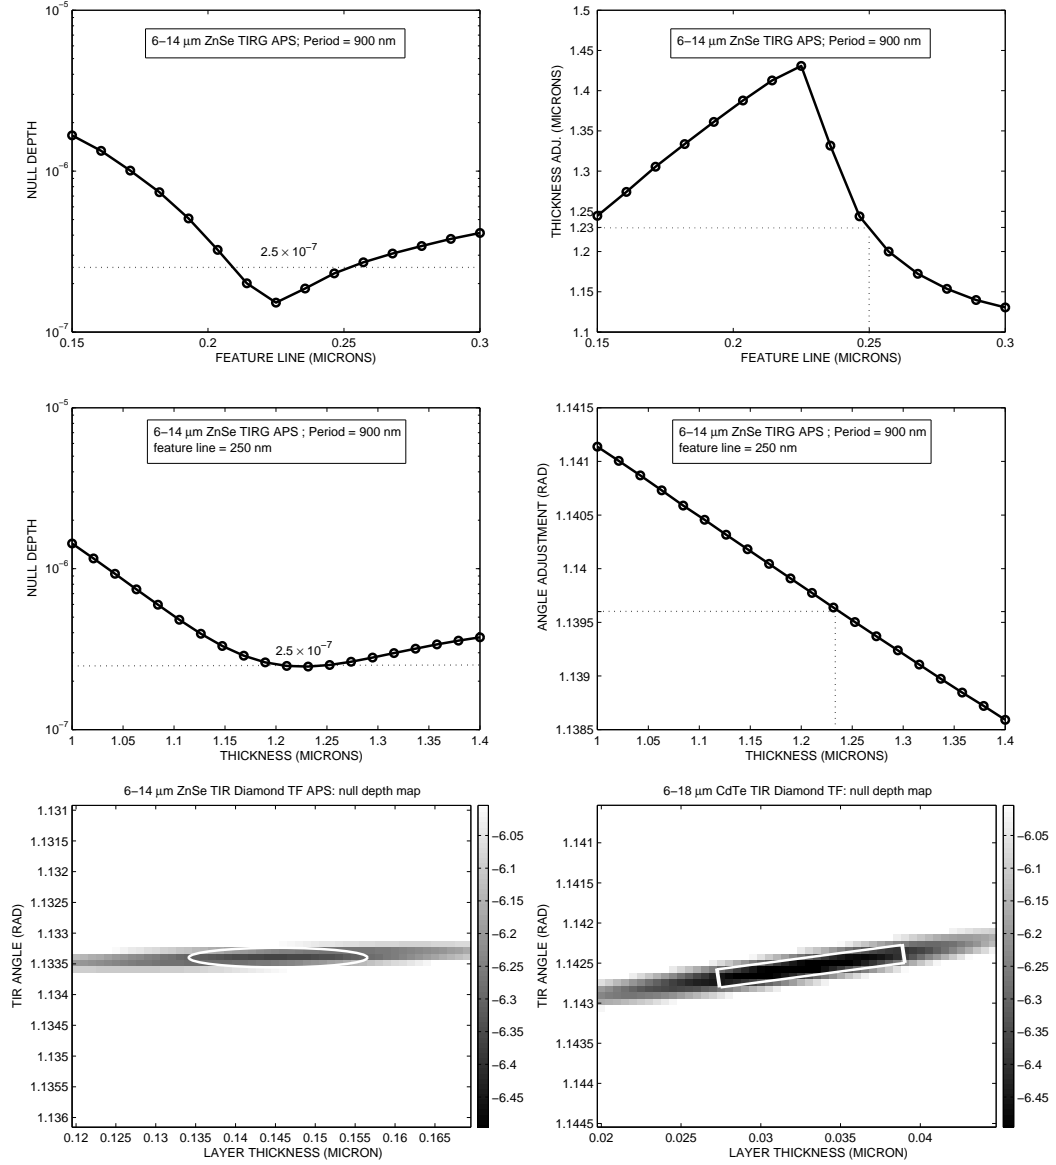 10⁻⁵
10⁻⁶
10⁻⁷
NULL DEPTH
6−14 μm ZnSe TIRG APS; Period = 900 nm
2.5 × 10⁻⁷
0.15 0.2 0.25 0.3
FEATURE LINE (MICRONS)
1.5
1.45
1.4
1.35
1.3
1.25
1.23
1.2
1.15
1.1
THICKNESS ADJ. (MICRONS)
6−14 μm ZnSe TIRG APS; Period = 900 nm
0.15 0.2 0.25 0.3
FEATURE LINE (MICRONS)
10⁻⁵
10⁻⁶
10⁻⁷
NULL DEPTH
6−14 μm ZnSe TIRG APS ; Period = 900 nm
feature line = 250 nm
2.5 × 10⁻⁷
1 1.05 1.1 1.15 1.2 1.25 1.3 1.35 1.4
THICKNESS (MICRONS)
1.1415
1.141
1.1405
1.14
1.1395
1.139
1.1385
ANGLE ADJUSTMENT (RAD)
6−14 μm ZnSe TIRG APS ; Period = 900 nm
feature line = 250 nm
1 1.05 1.1 1.15 1.2 1.25 1.3 1.35 1.4
THICKNESS (MICRONS)
6−14 μm ZnSe TIR Diamond TF APS: null depth map
1.131
1.1315
1.132
1.1325
1.133
1.1335
1.134
1.1345
1.135
1.1355
1.136
TIR ANGLE (RAD)
0.12 0.125 0.13 0.135 0.14 0.145 0.15 0.155 0.16 0.165
LAYER THICKNESS (MICRON)
−6.05
−6.1
−6.15
−6.2
−6.25
−6.3
−6.35
−6.4
−6.45
6−18 μm CdTe TIR Diamond TF: null depth map
1.141
1.1415
1.142
1.1425
1.143
1.1435
1.144
1.1445
TIR ANGLE (RAD)
0.02 0.025 0.03 0.035 0.04
LAYER THICKNESS (MICRON)
−6.05
−6.1
−6.15
−6.2
−6.25
−6.3
−6.35
−6.4
−6.45